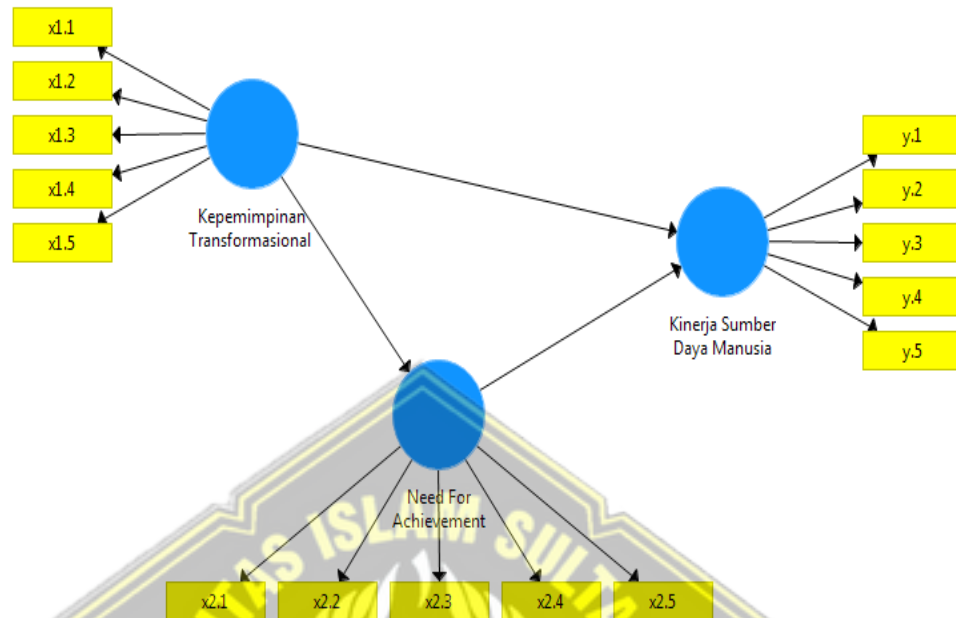 x1.1
x1.2
x1.3
x1.4
x1.5
Kepemimpinan
Transformasional
y.1
y.2
y.3
y.4
y.5
Kinerja Sumber
Daya Manusia
Need For
Achievement
ISLAM
x2.1
x2.2
x2.3
x2.4
x2.5